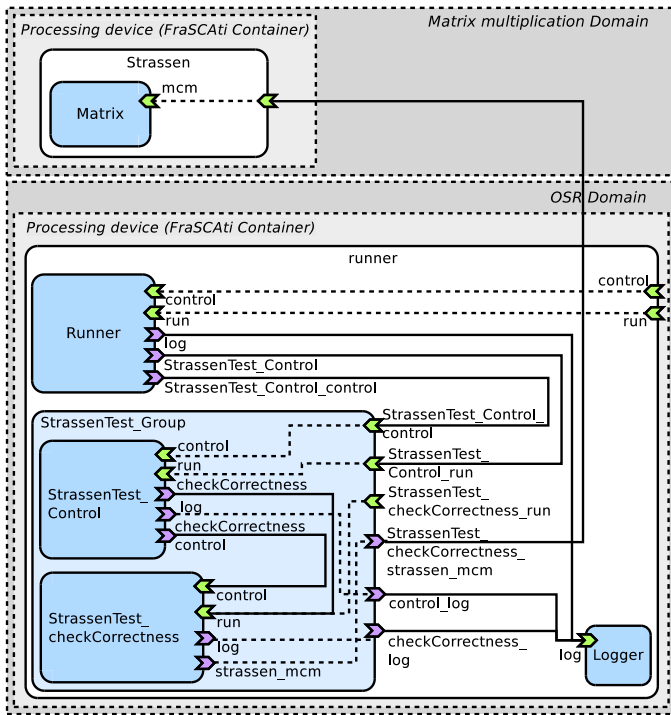 Matrix multiplication Domain
Processing device (FraSCAti Container)
Strassen
mcm
Matrix
OSR Domain
Processing device (FraSCAti Container)
runner
control
control
run
run
Runner
log
StrassenTest_Control
StrassenTest_Control_control
StrassenTest_Group
StrassenTest_Control_
control
control
run
StrassenTest_
Control_run
checkCorrectness
StrassenTest_
Control
log
StrassenTest_
checkCorrectness_run
checkCorrectness
control
StrassenTest_
checkCorrectness_
strassen_mcm
control
control_log
run
StrassenTest_
checkCorrectness
log
strassen_mcm
checkCorrectness_
log
log
Logger